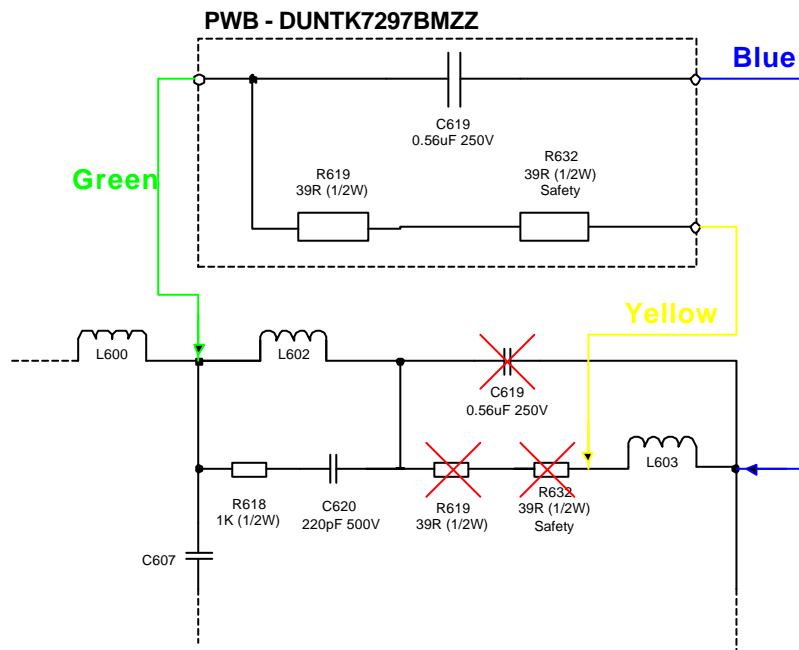 PWB - DUNTK7297BMZZ
Blue
C619
0.56uF 250V
R619
39R (1/2W)
R632
39R (1/2W)
Safety
Green
Yellow
L600
L602
C619
0.56uF 250V
L603
R618
1K (1/2W)
C620
220pF 500V
R619
39R (1/2W)
R632
39R (1/2W)
Safety
C607